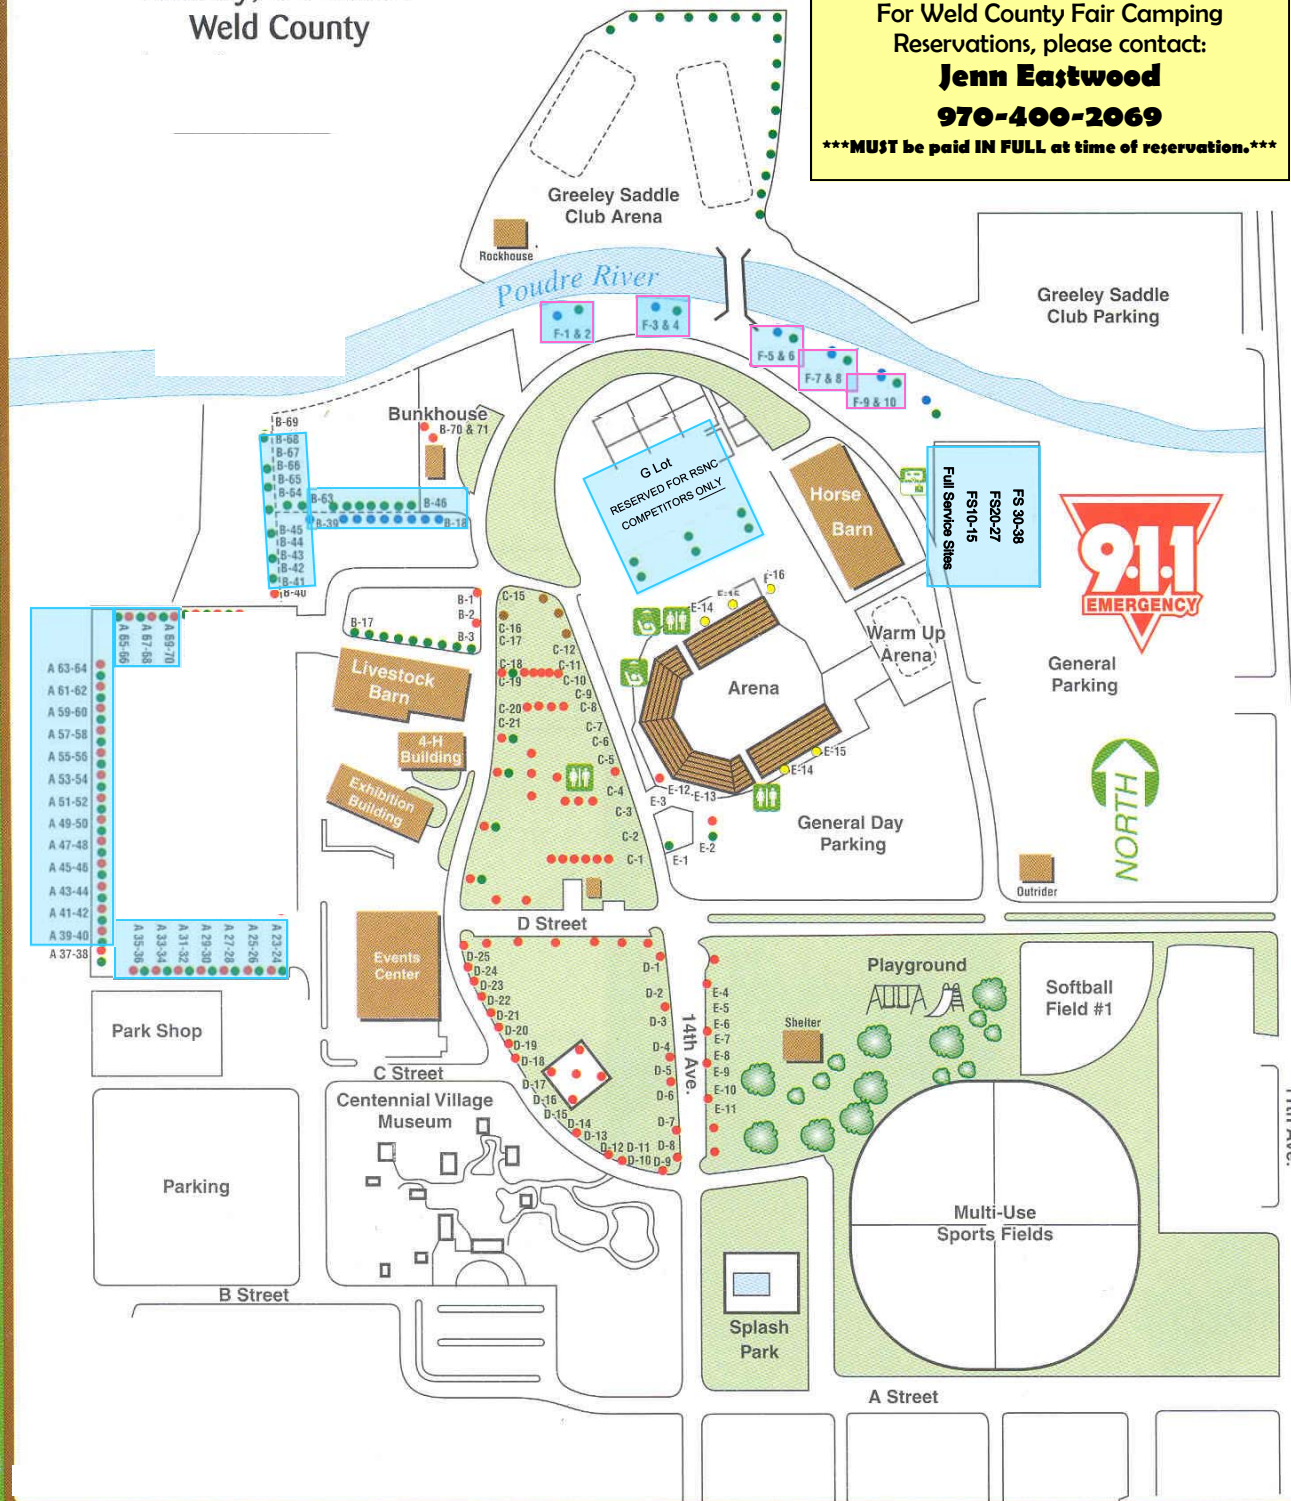 Weld County
For Weld County Fair Camping
Reservations, please contact:
Jenn Eastwood
970-400-2069
***MUST be paid IN FULL at time of reservation.***
Greeley Saddle
Club Arena
Rockhouse
Poudre River
Greeley Saddle
Club Parking
F-1 & 2
F-3 & 4
F-5 & 6
F-7 & 8
F-9 & 10
Bunkhouse
B-70 & 71
B-69
B-68
B-67
B-66
B-65
B-64
B-63
B-46
B-39
B-18
B-45
B-44
B-43
B-42
B-41
B-40
G Lot
RESERVED FOR RSNC
COMPETITORS ONLY
Horse
Barn
Full Service Sites
FS10-15
FS20-27
FS 30-38
9-1-1
EMERGENCY
General
Parking
NORTH
Outrider
B-1
B-2
B-3
B-17
A 65-66
A 67-68
A 69-70
A 63-64
A 61-62
A 59-60
A 57-58
A 55-56
A 53-54
A 51-52
A 49-50
A 47-48
A 45-46
A 43-44
A 41-42
A 39-40
A 37-38
A 35-36
A 33-34
A 31-32
A 29-30
A 27-28
A 25-26
A 23-24
Livestock
Barn
4-H
Building
Exhibition
Building
C-15
C-16
C-17
C-12
C-18
C-11
C-19
C-10
C-9
C-20
C-8
C-21
C-7
C-6
C-5
C-4
C-3
C-2
C-1
E-14
E-15
E-16
Warm Up
Arena
Arena
E-15
E-14
E-13
E-12
E-3
E-2
E-1
General Day
Parking
D Street
Events
Center
D-25
D-24
D-23
D-22
D-21
D-20
D-19
D-18
D-17
D-16
D-15
D-14
D-13
D-12
D-11
D-10
D-9
D-8
D-7
D-6
D-5
D-4
D-3
D-2
D-1
14th Ave.
E-4
E-5
E-6
E-7
E-8
E-9
E-10
E-11
Playground
Shelter
Softball
Field #1
Park Shop
C Street
Centennial Village
Museum
Parking
B Street
Multi-Use
Sports Fields
Splash
Park
A Street